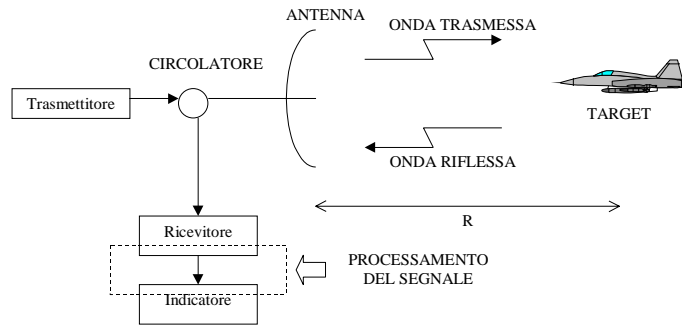 ANTENNA
ONDA TRASMESSA
CIRCOLATORE
Trasmettitore
TARGET
ONDA RIFLESSA
R
Ricevitore
PROCESSAMENTO
DEL SEGNALE
Indicatore